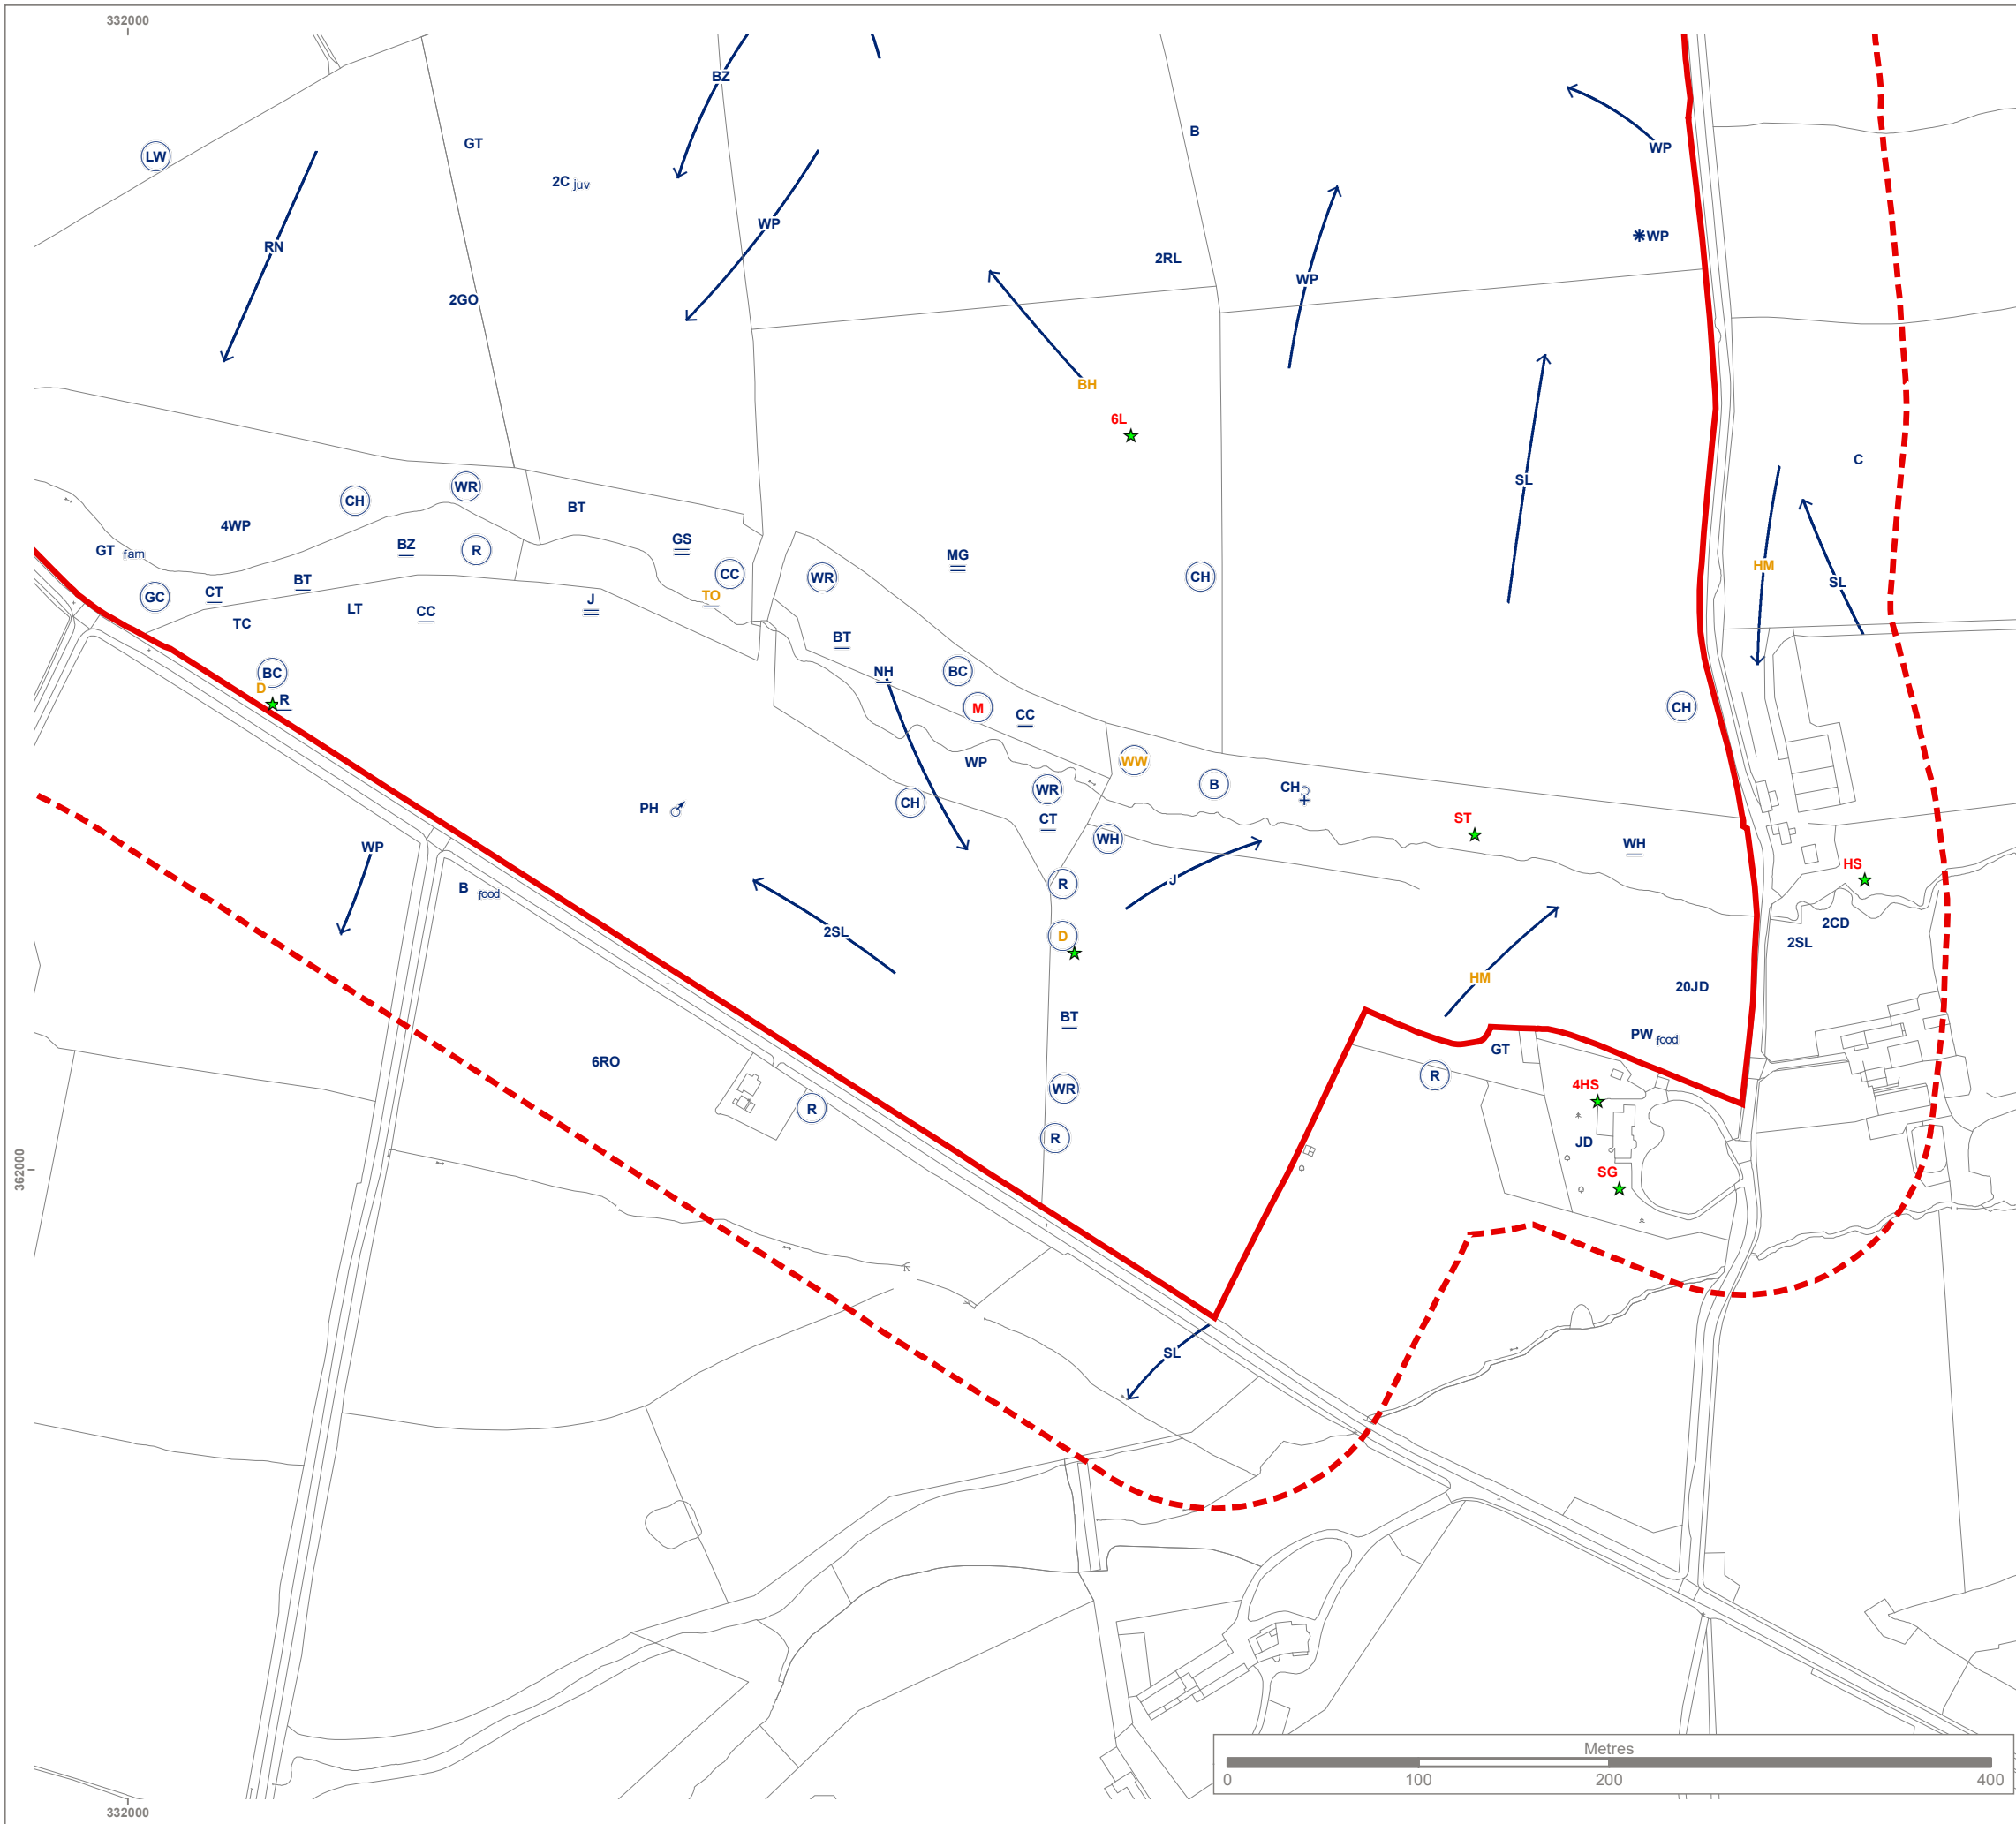 332000
BZ
B
GT
WP
LW
2C juv
WP
WP
RN
2RL
WP
2GO
BH
6L
C
SL
WR
CH
BT
4WP
GS
BZ
R
GT fam
MG
HM
CC
WR
CH
BT
SL
CT
GC
TO
J
LT
CC
TC
BT
BC
NH
BC
D
R
M
CC
CH
WW
WP
B
CH
WR
CH
PH
ST
CT
WH
WH
WP
HS
J
R
B food
2CD
2SL
D
2SL
HM
20JD
BT
PW food
GT
6RO
R
4HS
WR
R
R
JD
362000
SG
SL
Metres
0 100 200 400
332000